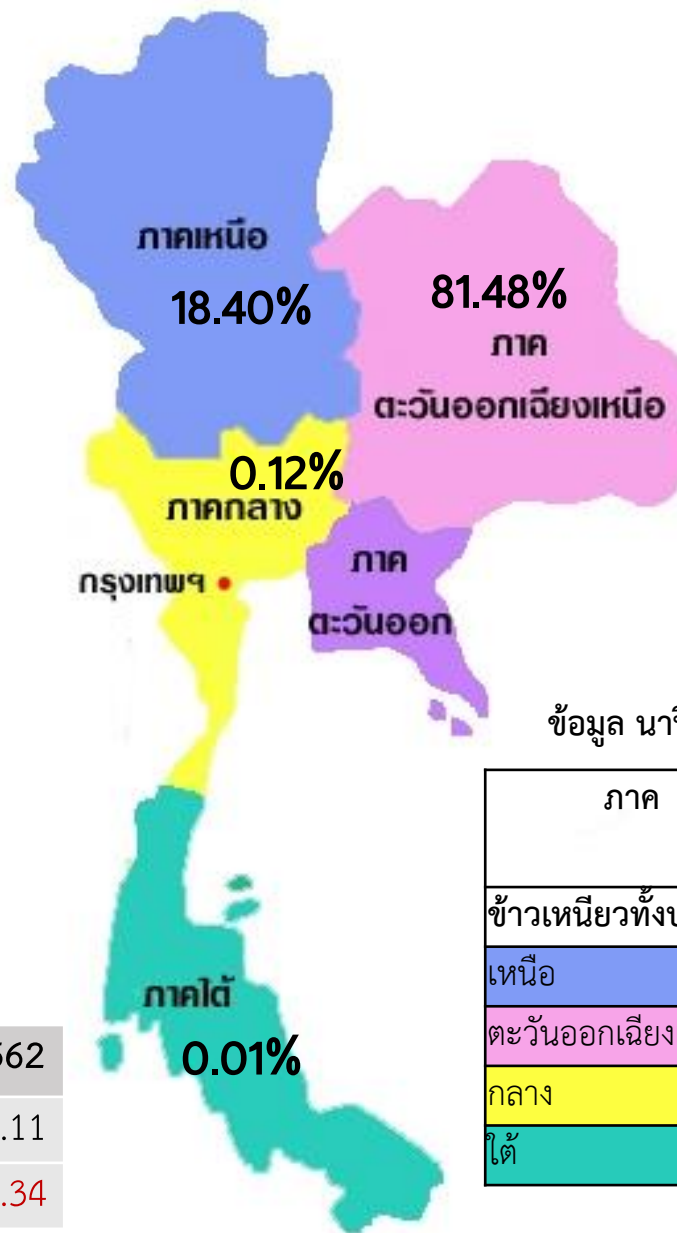 ภาคเหนือ
18.40%
81.48%
ภาค
ตะวันออกเฉียงเหนือ
0.12%
ภาคกลาง
กรุงเทพฯ
ภาค
ตะวันออก
ข้อมูล
ภาค
ข้าวเหนียวทั้ง
เหนือ
ตะวันออกเฉียง
กลาง
ใต้
ภาคใต้
0.01%
562
.11
.34